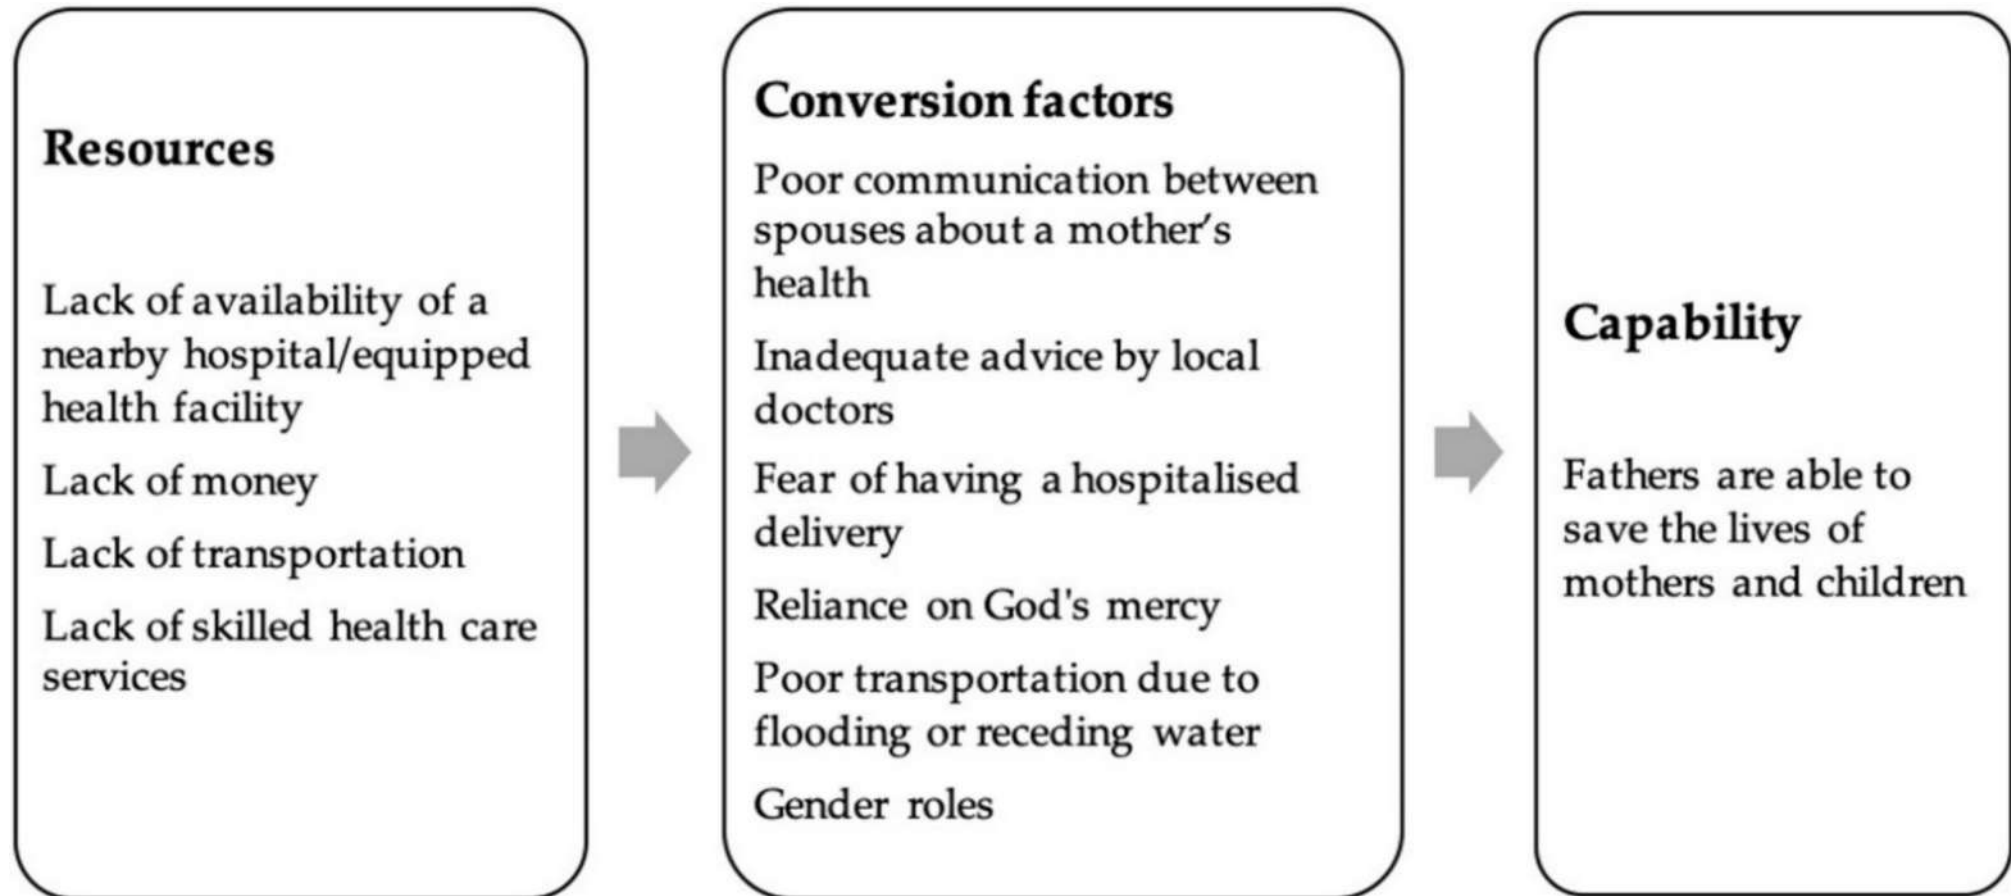 Resources
Lack of availability of a
nearby hospital/equipped
health facility
Lack of money
Lack of transportation
Lack of skilled health care
services
Conversion factors
Poor communication between
spouses about a mother's
health
Inadequate advice by local
doctors
Fear of having a hospitalised
delivery
Reliance on God's mercy
Poor transportation due to
flooding or receding water
Gender roles
Capability
Fathers are able to
save the lives of
mothers and children